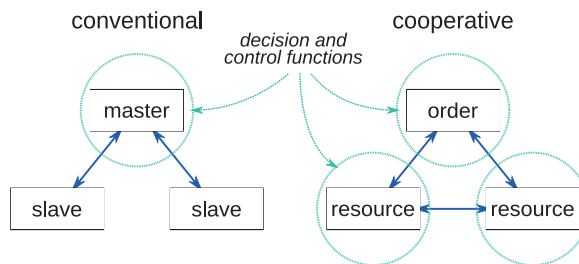 conventional
cooperative
decision and
control functions
master
order
slave
slave
resource
resource